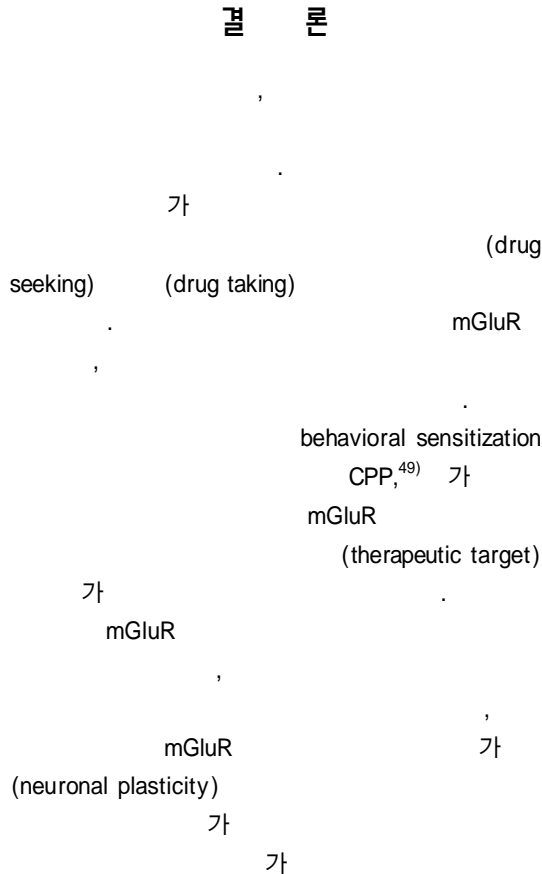 결 론
,
.
가
(drug
seeking) (drug taking)
. mGluR
,
.
behavioral sensitization
CPP,49) 가
mGluR
(therapeutic target)
가 .
mGluR
,
,
mGluR 가
(neuronal plasticity)
가
가